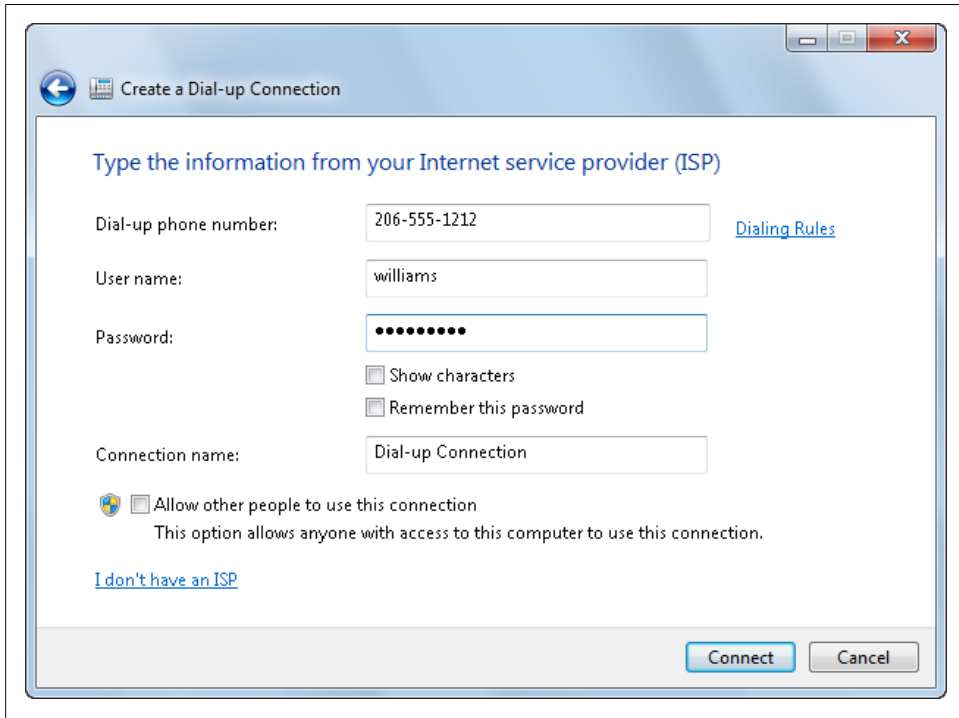 Create a Dial-up Connection
Type the information from your Internet service provider (ISP)
Dial-up phone number: 206-555-1212 Dialing Rules
User name: williams
Password: •••••••••
Show characters
Remember this password
Connection name: Dial-up Connection
Allow other people to use this connection
This option allows anyone with access to this computer to use this connection.
I don't have an ISP
Connect Cancel